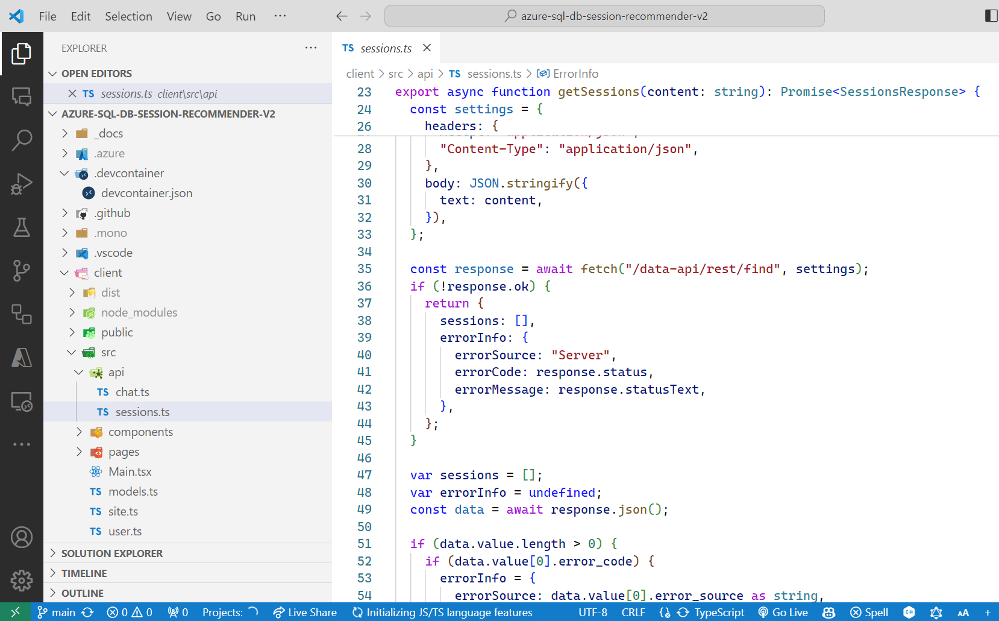 File Edit Selection View Go Run ··· azure-sql-db-session-recommender-v2
EXPLORER ···
OPEN EDITORS
TS sessions.ts client\src\api
AZURE-SQL-DB-SESSION-RECOMMENDER-V2
_docs
.azure
.devcontainer
devcontainer.json
.github
.mono
.vscode
client
dist
node_modules
public
src
api
TS chat.ts
TS sessions.ts
components
pages
Main.tsx
TS models.ts
TS site.ts
TS user.ts
SOLUTION EXPLORER
TIMELINE
OUTLINE
TS sessions.ts
client > src > api > TS sessions.ts > ErrorInfo
23 export async function getSessions(content: string): Promise<SessionsResponse> {
24 const settings = {
26 headers: {
28 "Content-Type": "application/json",
29 },
30 body: JSON.stringify({
31 text: content,
32 }),
33 };
34
35 const response = await fetch("/data-api/rest/find", settings);
36 if (!response.ok) {
37 return {
38 sessions: [],
39 errorInfo: {
40 errorSource: "Server",
41 errorCode: response.status,
42 errorMessage: response.statusText,
43 },
44 };
45 }
46
47 var sessions = [];
48 var errorInfo = undefined;
49 const data = await response.json();
50
51 if (data.value.length > 0) {
52 if (data.value[0].error_code) {
53 errorInfo = {
54 errorSource: data.value[0].error_source as string,
main 0 0 0 Projects: Live Share Initializing JS/TS language features UTF-8 CRLF {} TypeScript Go Live Spell C# AA +